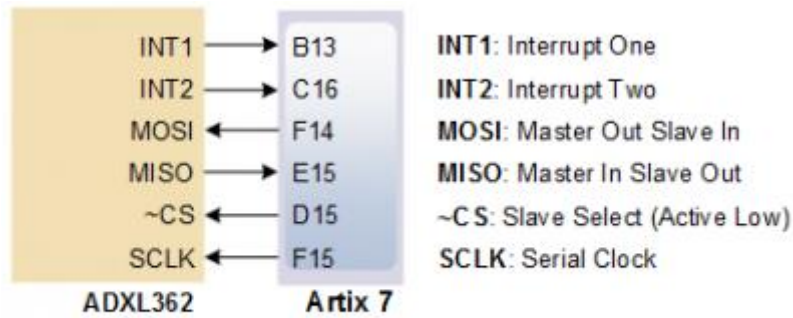 INT1 B13 INT1: Interrupt One
INT2 C16 INT2: Interrupt Two
MOSI F14 MOSI: Master Out Slave In
MISO E15 MISO: Master In Slave Out
~CS D15 ~CS: Slave Select (Active Low)
SCLK F15 SCLK: Serial Clock
ADXL362 Artix 7